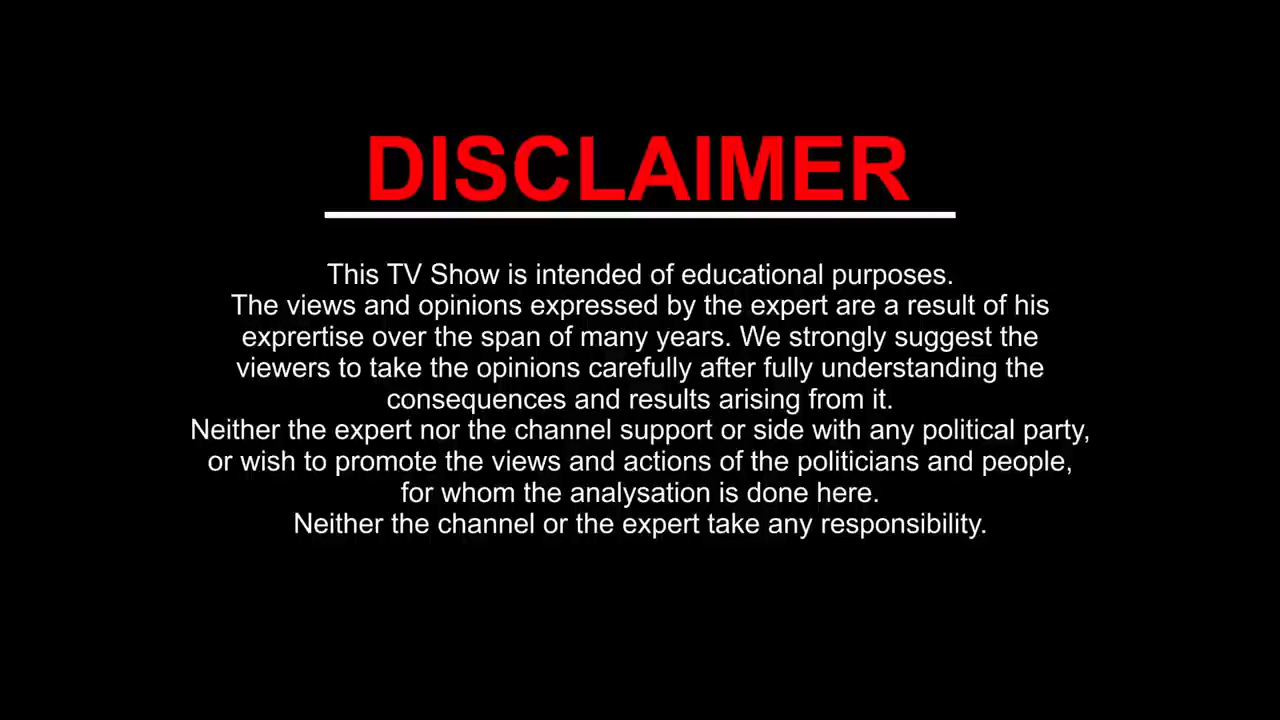 DISCLAIMER
This TV Show is intended of educational purposes.
The views and opinions expressed by the expert are a result of his
exprertise over the span of many years. We strongly suggest the
viewers to take the opinions carefully after fully understanding the
consequences and results arising from it.
Neither the expert nor the channel support or side with any political party,
or wish to promote the views and actions of the politicians and people,
for whom the analysation is done here.
Neither the channel or the expert take any responsibility.